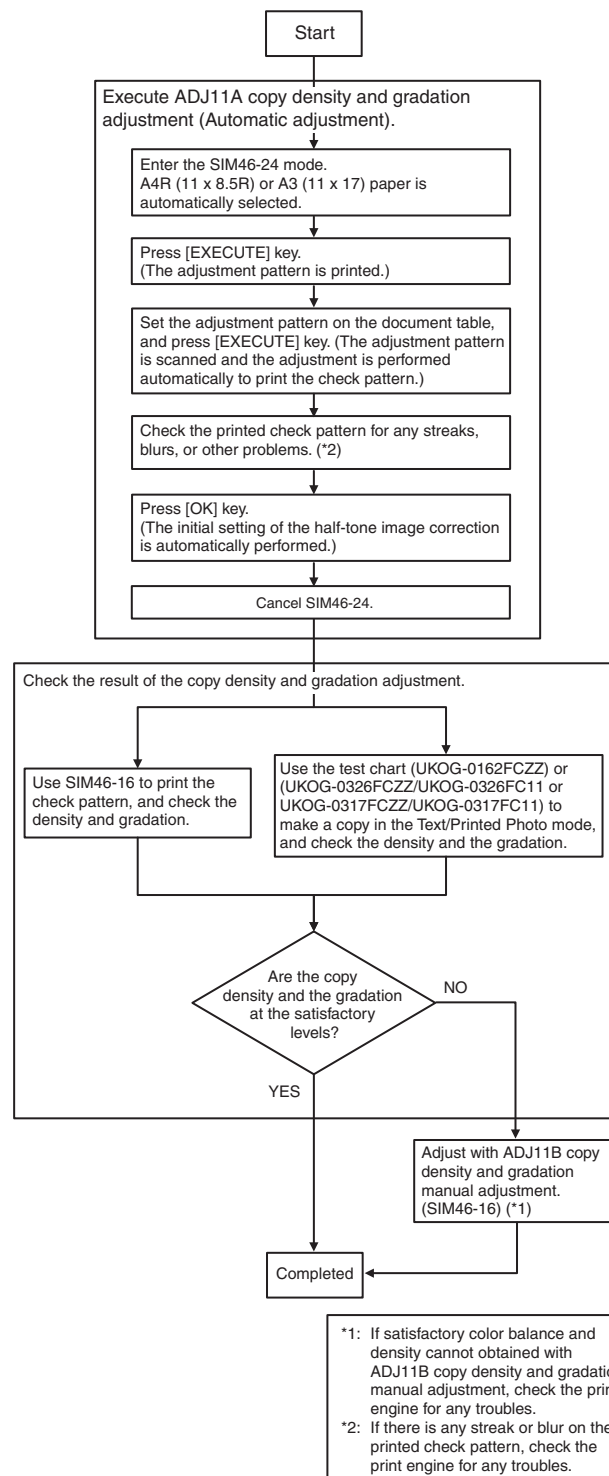 Start
Execute ADJ11A copy density and gradation
adjustment (Automatic adjustment).
Enter the SIM46-24 mode.
A4R (11 x 8.5R) or A3 (11 x 17) paper is
automatically selected.
Press [EXECUTE] key.
(The adjustment pattern is printed.)
Set the adjustment pattern on the document table,
and press [EXECUTE] key. (The adjustment pattern
is scanned and the adjustment is performed
automatically to print the check pattern.)
Check the printed check pattern for any streaks,
blurs, or other problems. (*2)
Press [OK] key.
(The initial setting of the half-tone image correction
is automatically performed.)
Cancel SIM46-24.
Check the result of the copy density and gradation adjustment.
Use SIM46-16 to print the
check pattern, and check the
density and gradation.
Use the test chart (UKOG-0162FCZZ) or
(UKOG-0326FCZZ/UKOG-0326FC11 or
UKOG-0317FCZZ/UKOG-0317FC11) to
make a copy in the Text/Printed Photo mode,
and check the density and the gradation.
Are the copy
density and the gradation
at the satisfactory
levels?
NO
YES
Adjust with ADJ11B copy
density and gradation
manual adjustment.
(SIM46-16) (*1)
Completed
*1: If satisfactory color balance and
density cannot obtained with
ADJ11B copy density and gradatio
manual adjustment, check the prin
engine for any troubles.
*2: If there is any streak or blur on the
printed check pattern, check the
print engine for any troubles.